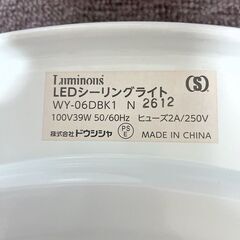 Luminous®
LEDシーリングライト
WY-06DBK1 N 2612
100V39W 50/60Hz ヒューズ2A/250V
株式会社ドウシシャ PSE MADE IN CHINA
S